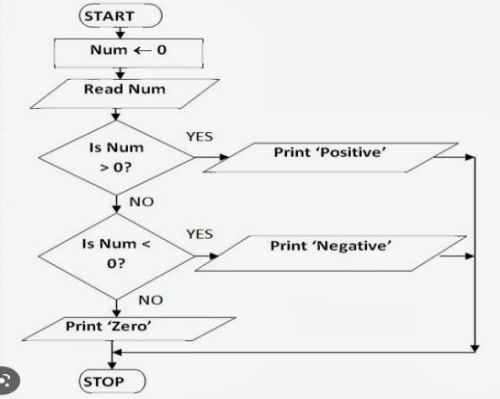 START
Num ← 0
Read Num
Is Num
> 0?
YES
Print ‘Positive’
NO
Is Num <
0?
YES
Print ‘Negative’
NO
Print ‘Zero’
STOP